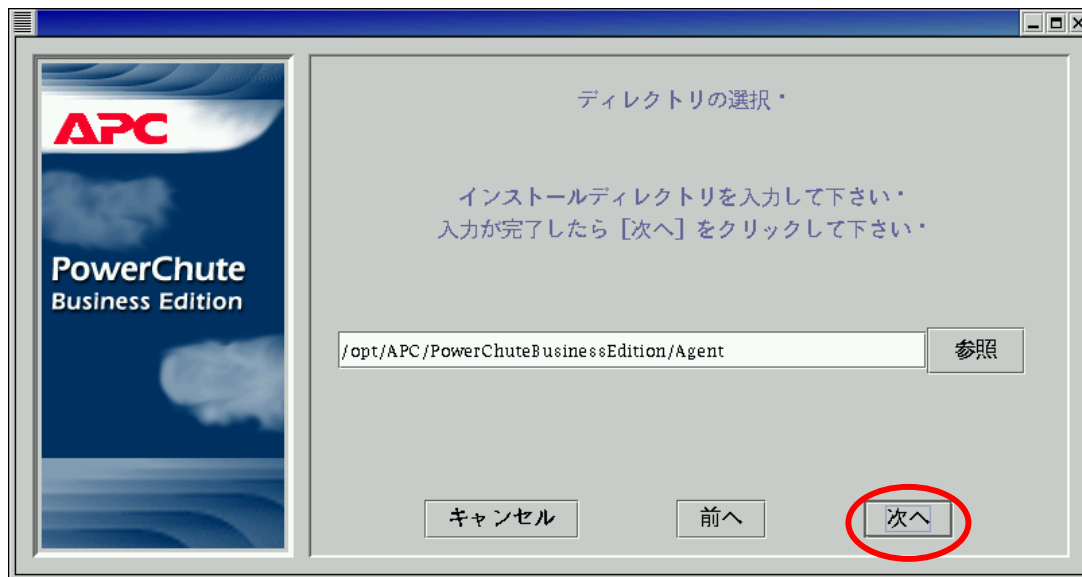 APC
PowerChute
Business Edition
ディレクトリの選択・
インストールディレクトリを入力して下さい・
入力が完了したら [次へ] をクリックして下さい・
/opt/APC/PowerChuteBusinessEdition/Agent
参照
キャンセル
前へ
次へ